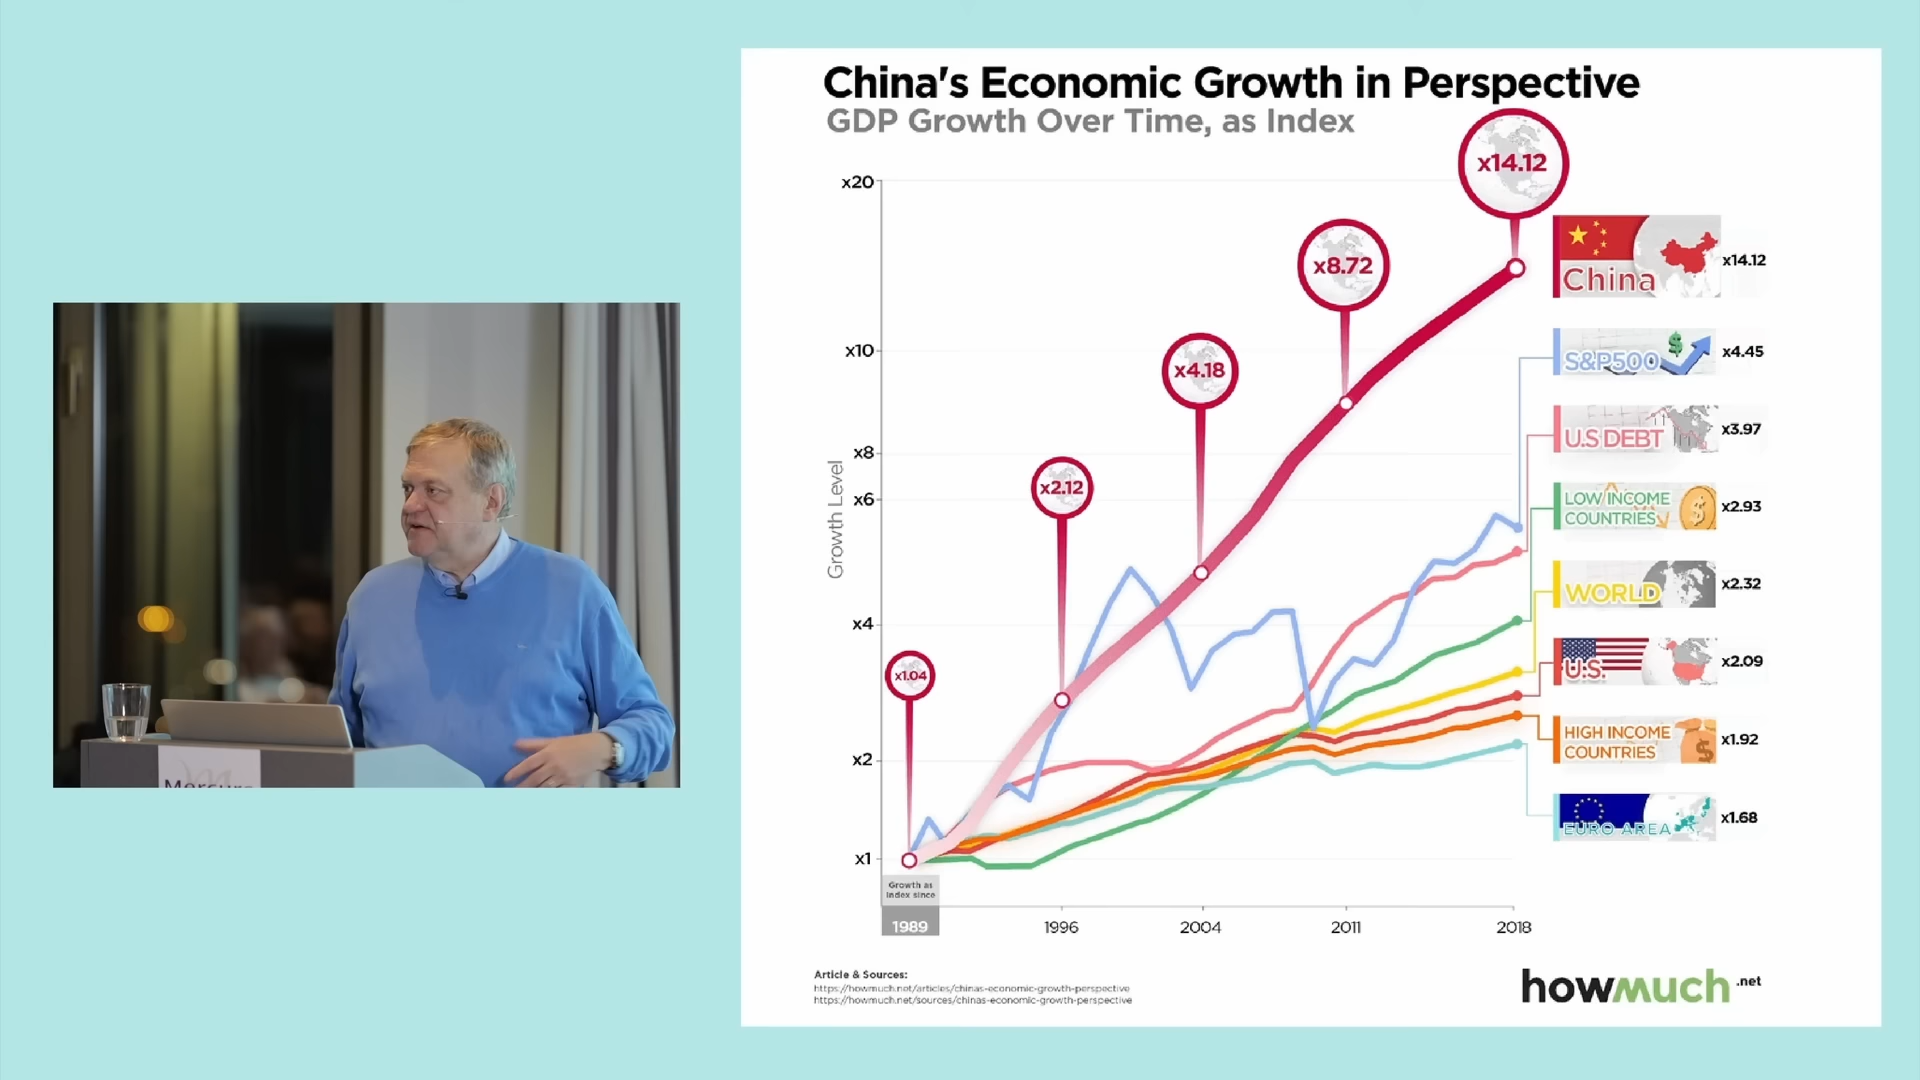 China's Economic Growth in Perspective
GDP Growth Over Time, as Index
x14.12
x20
x8.72
China
x14.12
x10
x4.18
S&P500
x4.45
U.S DEBT
x3.97
x8
x6
x2.12
LOW INCOME
COUNTRIES
x2.93
Growth Level
WORLD
x2.32
x4
x1.04
U.S.
x2.09
HIGH INCOME
COUNTRIES
x1.92
x2
EURO AREA
x1.68
x1
Growth as
index since
1989
1996
2004
2011
2018
Article & Sources:
https://howmuch.net/articles/chinas-economic-growth-perspective
https://howmuch.net/sources/chinas-economic-growth-perspective
howmuch.net